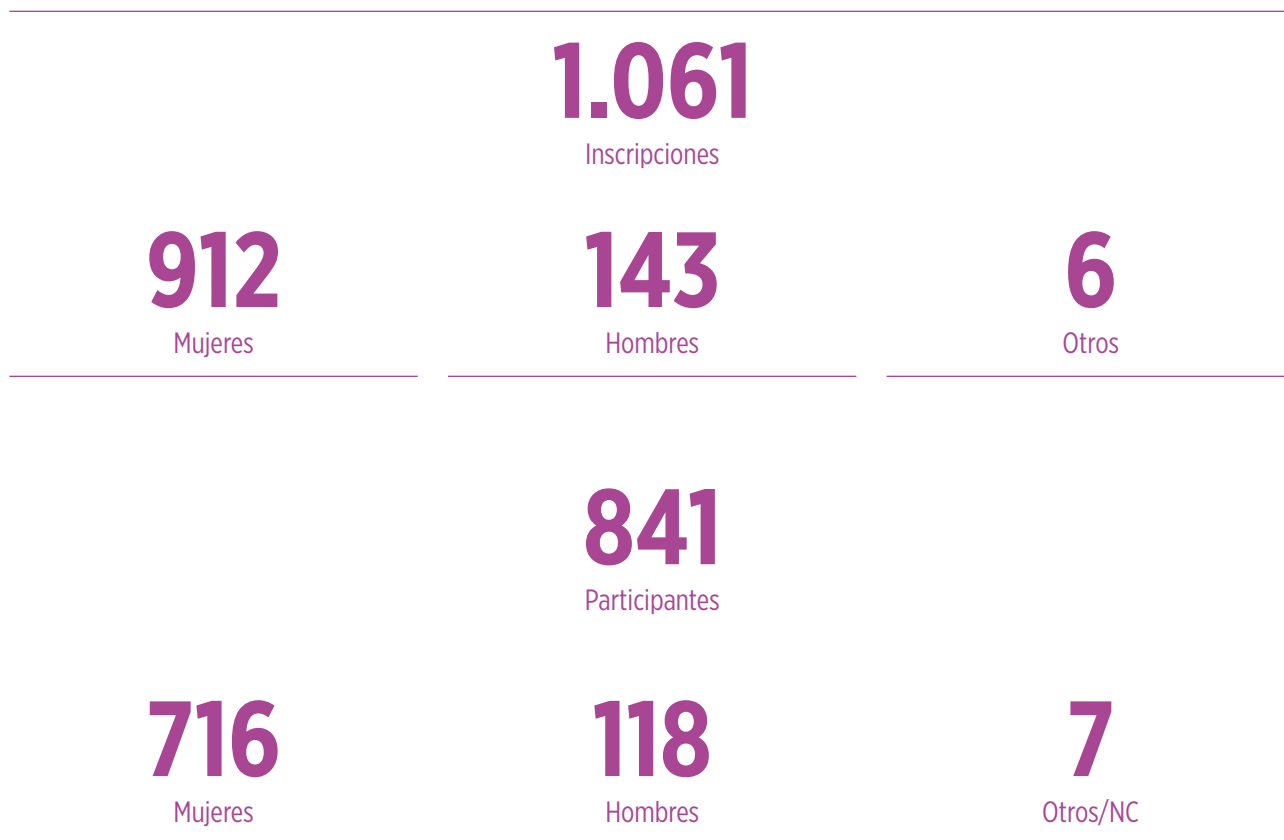 1.061
Inscripciones
912
Mujeres
143
Hombres
6
Otros
841
Participantes
716
Mujeres
118
Hombres
7
Otros/NC